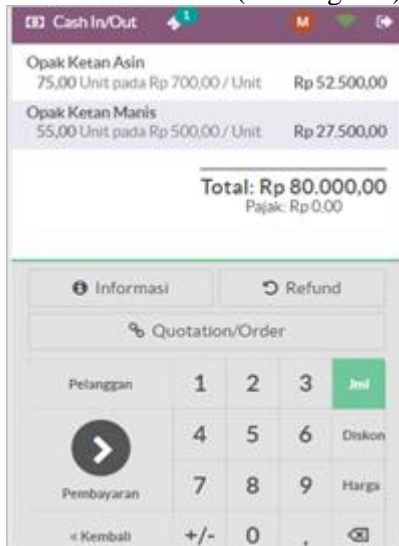 Cash In/Out 1 M
Opak Ketan Asin
75,00 Unit pada Rp 700,00 / Unit Rp 52.500,00
Opak Ketan Manis
55,00 Unit pada Rp 500,00 / Unit Rp 27.500,00
Total: Rp 80.000,00
Pajak: Rp 0,00
Informasi Refund
Quotation/Order
Pelanggan 1 2 3 Jml
4 5 6 Diskon
Pembayaran 7 8 9 Harga
< Kembali +/- 0 ,